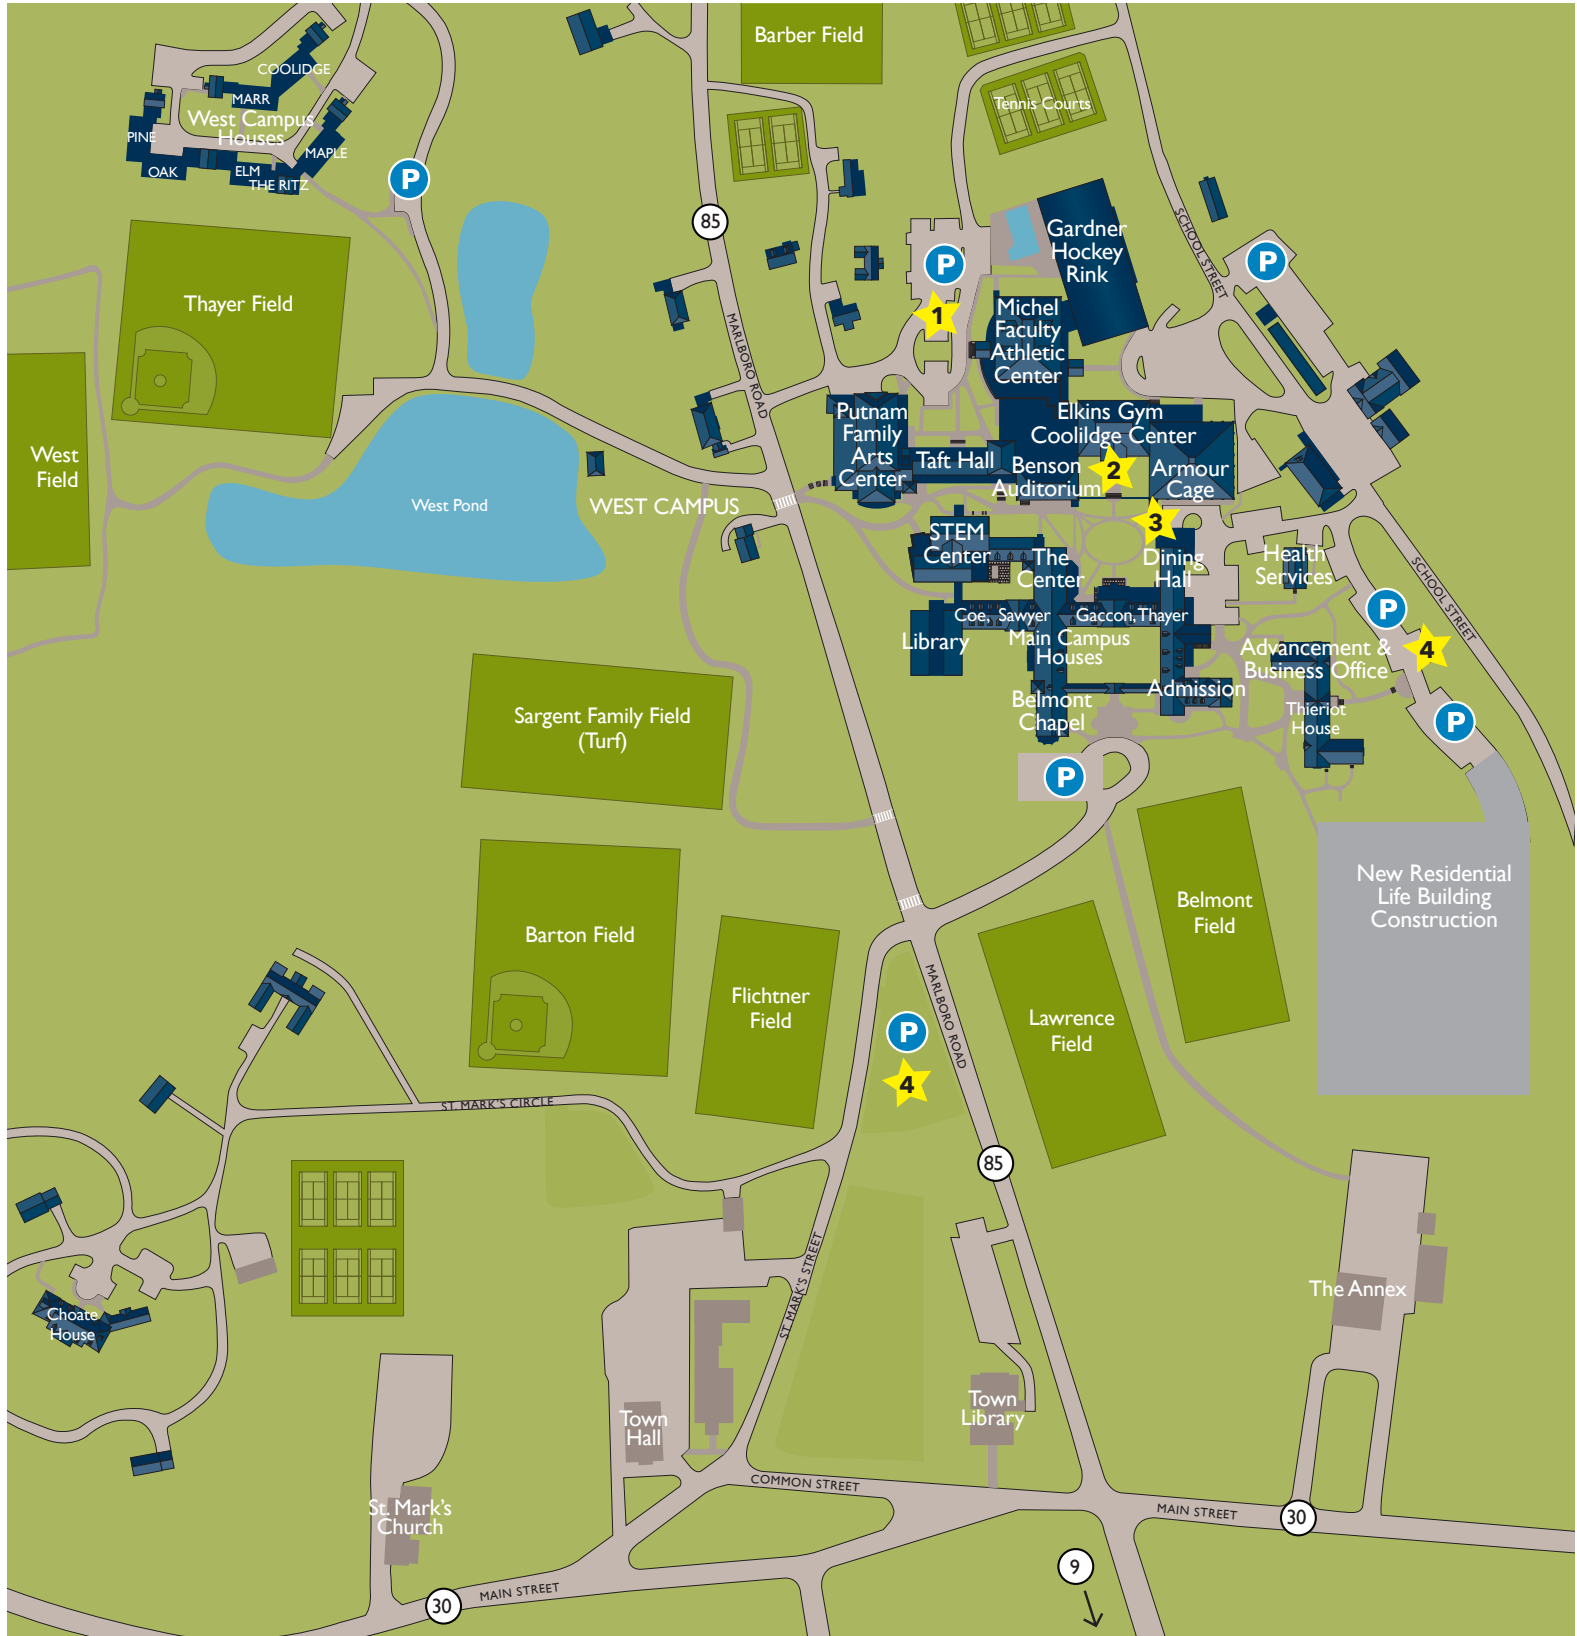 Barber Field
COOLIDGE
MARR
West Campus
Houses
PINE
MAPLE
OAK
ELM
THE RITZ
P
Tennis Courts
85
SCHOOL STREET
Gardner
Hockey
Rink
P
P
1
Thayer Field
Michel
Faculty
Athletic
Center
MARLBORO ROAD
West
Field
Putnam
Family
Arts
Center
Elkins Gym
Coolildge Center
Taft Hall
Benson
Auditorium
2
Armour
Cage
West Pond
WEST CAMPUS
3
STEM
Center
The
Center
Dining
Hall
Health
Services
SCHOOL STREET
P
Coe, Sawyer
Gaccon, Thayer
Library
Main Campus
Houses
Advancement &
Business Office
4
Admission
Belmont
Chapel
Thieriot
House
P
Sargent Family Field
(Turf)
P
New Residential
Life Building
Construction
Belmont
Field
Barton Field
Flichtner
Field
MARLBORO ROAD
Lawrence
Field
P
4
ST. MARK'S CIRCLE
85
ST MARK'S STREET
The Annex
Choate
House
Town
Hall
Town
Library
COMMON STREET
St. Mark's
Church
MAIN STREET
30
9
MAIN STREET
30